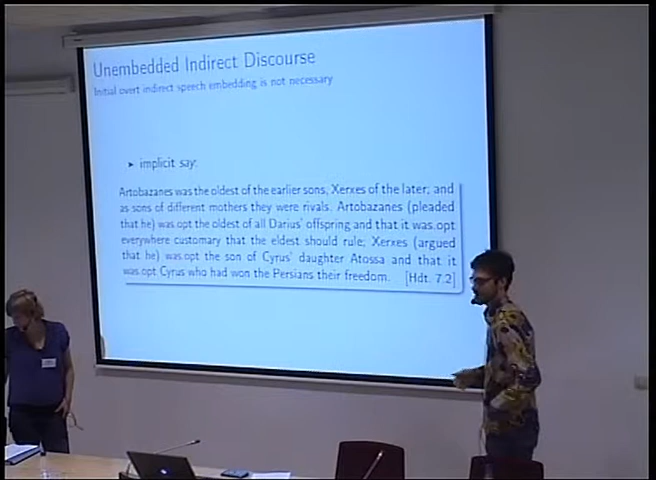 Unembedded Indirect Discourse
Initial overt indirect speech embedding is not necessary
➤ implicit say:
Artobazanes was the oldest of the earlier sons, Xerxes of the later; and
as sons of different mothers they were rivals. Artobazanes (pleaded
that he) was opt the oldest of all Darius' offspring and that it was opt
everywhere customary that the eldest should rule; Xerxes (argued
that he) was opt the son of Cyrus' daughter Atossa and that it
was opt Cyrus who had won the Persians their freedom. [Hdt. 7.2]